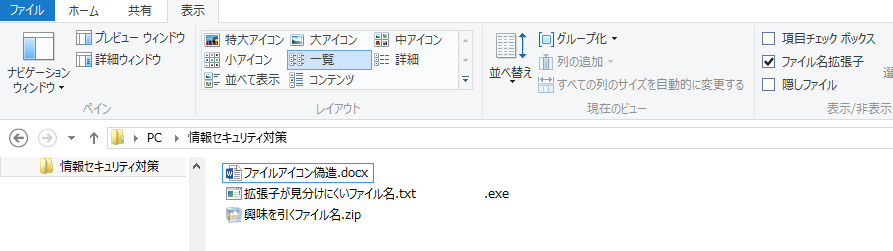 ファイル ホーム 共有 表示
プレビュー ウィンドウ
詳細ウィンドウ
ナビゲーション
ウィンドウ
ペイン
特大アイコン 大アイコン 中アイコン
小アイコン 一覧 詳細
並べて表示 コンテンツ
レイアウト
並べ替え
グループ化
列の追加
すべての列のサイズを自動的に変更する
現在のビュー
項目チェック ボックス
ファイル名拡張子
隠しファイル
選
表示/非表示
PC 情報セキュリティ対策
情報セキュリティ対策
ファイルアイコン偽造.docx
拡張子が見分けにくいファイル名.txt .exe
興味を引くファイル名.zip